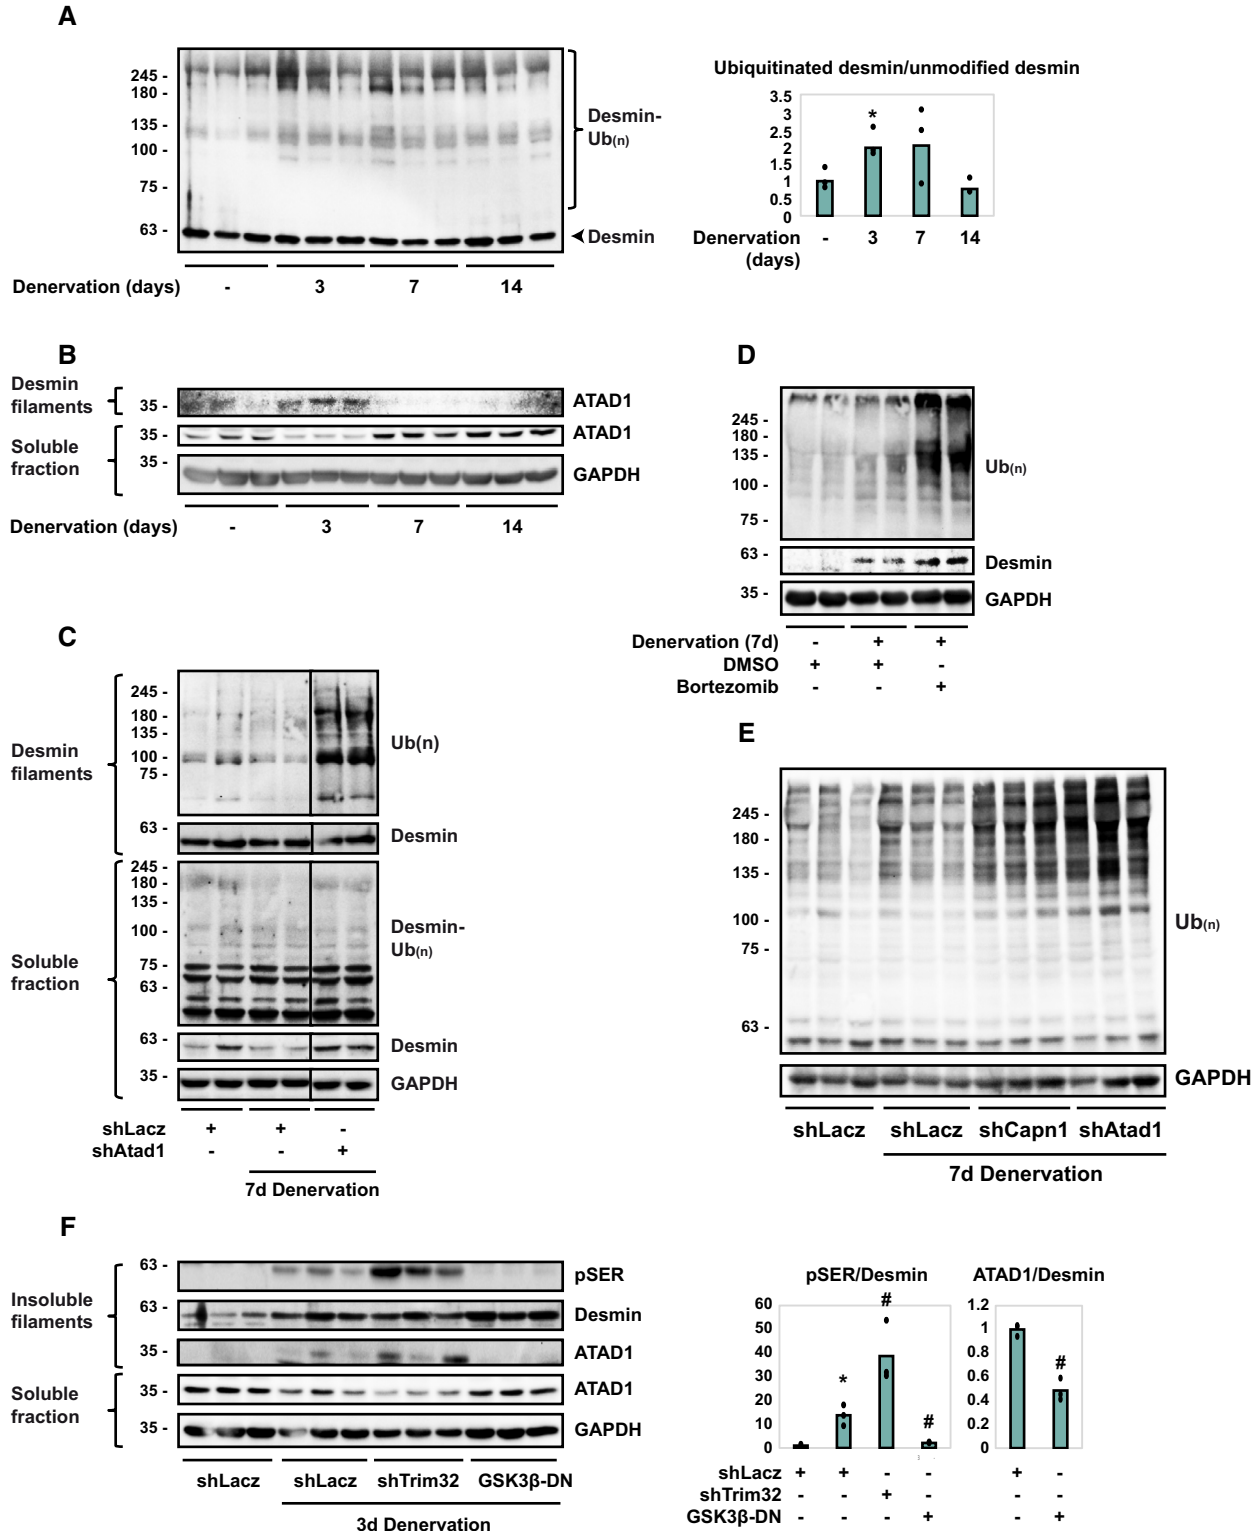 A
245 -
180 -
135 -
100 -
75 -
63 -
Desmin-
Ub(n)
Desmin
Denervation (days) - 3 7 14
Ubiquitinated desmin/unmodified desmin
3.5
3
2.5
2
1.5
1
0.5
0
*
Denervation - 3 7 14
(days)
B
Desmin
filaments
35 -
ATAD1
Soluble
fraction
35 -
ATAD1
35 -
GAPDH
Denervation (days) - 3 7 14
D
245 -
180 -
135 -
100 -
75 -
Ub(n)
63 -
Desmin
35 -
GAPDH
Denervation (7d) - + +
DMSO + + -
Bortezomib - - +
C
Desmin
filaments
245 -
180 -
135 -
100 -
75 -
Ub(n)
63 -
Desmin
Soluble
fraction
245 -
180 -
135 -
100 -
75 -
63 -
Desmin-
Ub(n)
63 -
Desmin
35 -
GAPDH
shLacz + + -
shAtad1 - - +
7d Denervation
E
245 -
180 -
135 -
100 -
75 -
63 -
Ub(n)
GAPDH
shLacz shLacz shCapn1 shAtad1
7d Denervation
F
Insoluble
filaments
63 -
pSER
63 -
Desmin
35 -
ATAD1
Soluble
fraction
35 -
ATAD1
35 -
GAPDH
shLacz shLacz shTrim32 GSK3β-DN
3d Denervation
pSER/Desmin
60
50
40
30
20
10
0
*
#
#
ATAD1/Desmin
1.2
1
0.8
0.6
0.4
0.2
0
#
shLacz + + - - + -
shTrim32 - - + - - -
GSK3β-DN - - - + - +